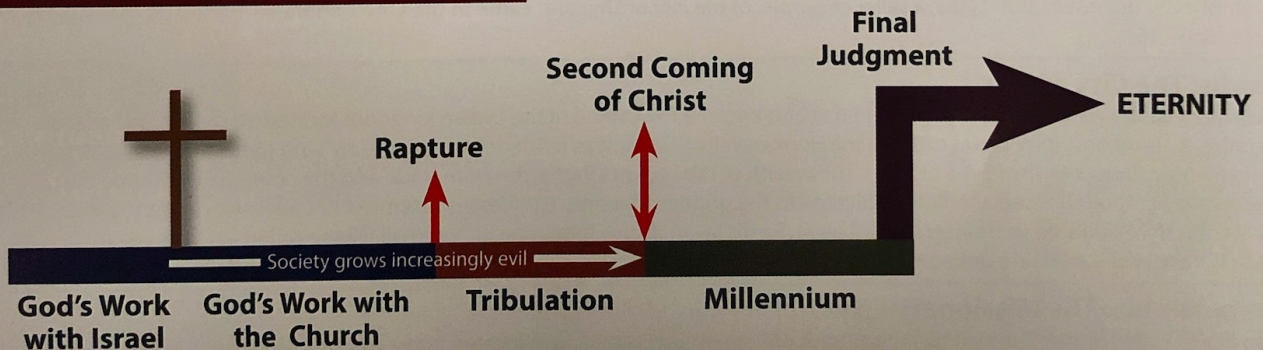 Final
Judgment
Second Coming
of Christ
ETERNITY
Rapture
Society grows increasingly evil
God's Work
with Israel
God's Work with
the Church
Tribulation
Millennium